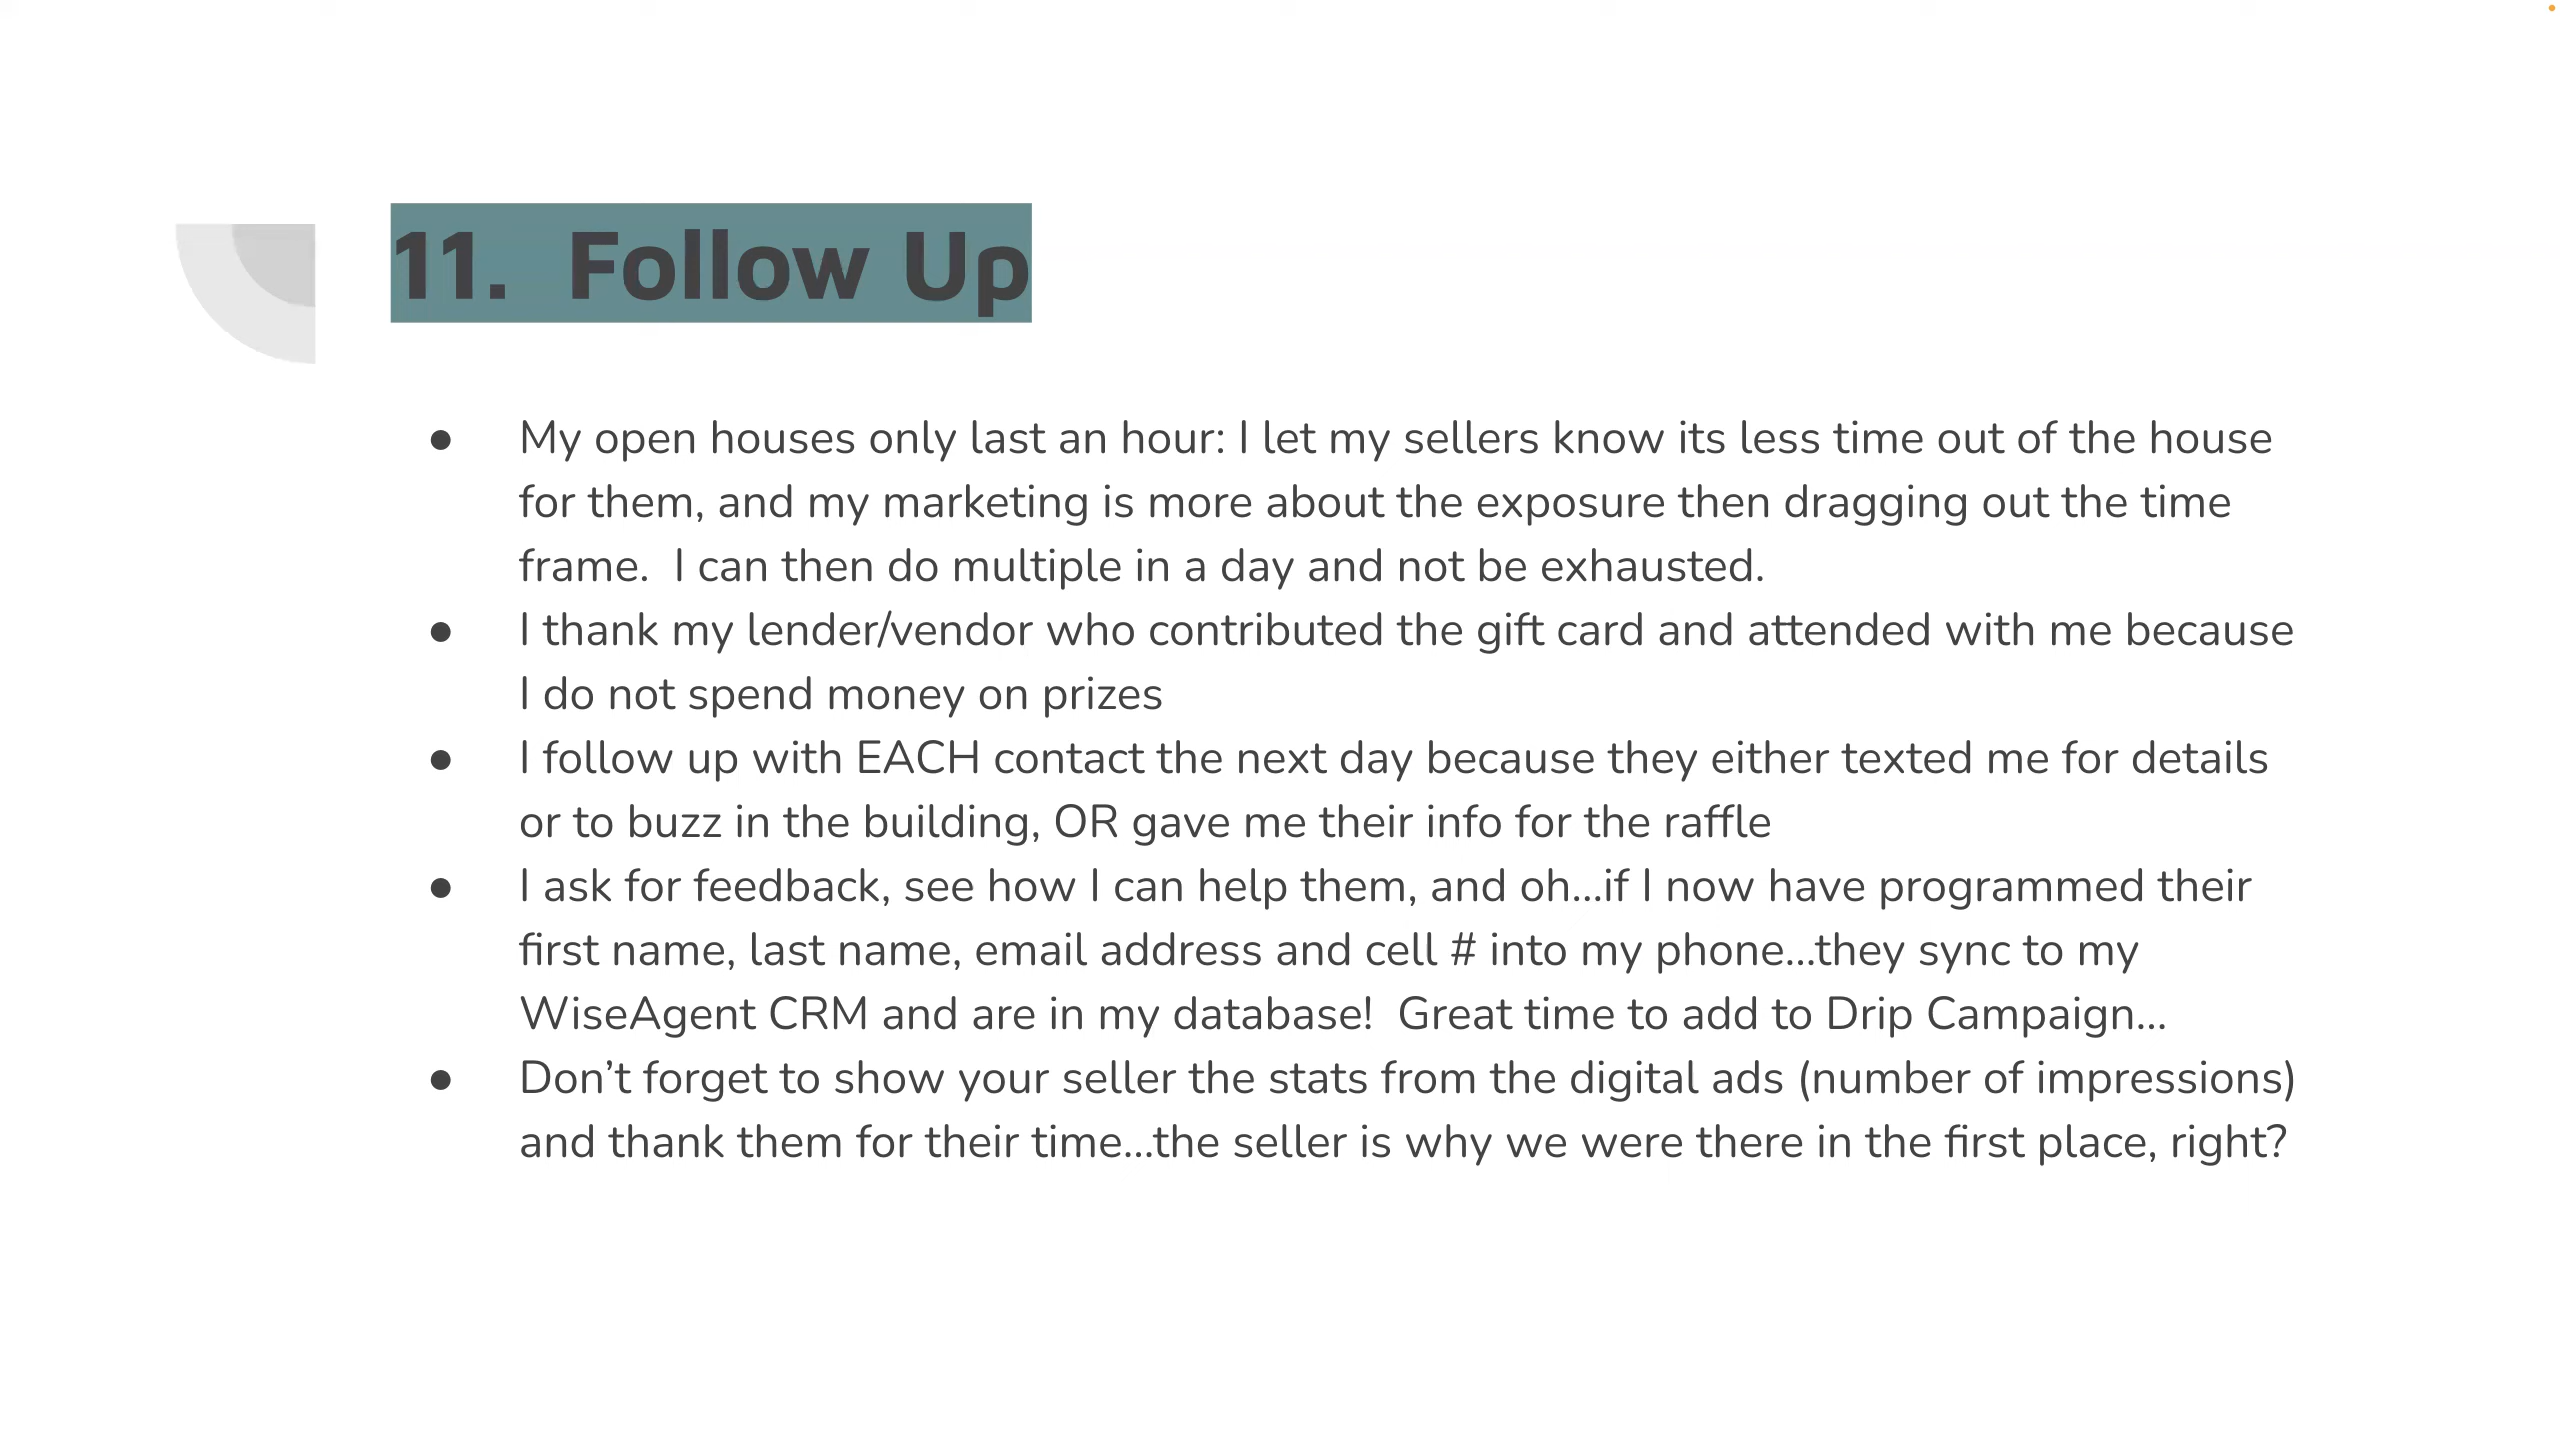 11.  Follow Up
● My open houses only last an hour: I let my sellers know its less time out of the house
for them, and my marketing is more about the exposure then dragging out the time
frame.  I can then do multiple in a day and not be exhausted.
● I thank my lender/vendor who contributed the gift card and attended with me because
I do not spend money on prizes
● I follow up with EACH contact the next day because they either texted me for details
or to buzz in the building, OR gave me their info for the raffle
● I ask for feedback, see how I can help them, and oh...if I now have programmed their
first name, last name, email address and cell # into my phone...they sync to my
WiseAgent CRM and are in my database!  Great time to add to Drip Campaign...
● Don’t forget to show your seller the stats from the digital ads (number of impressions)
and thank them for their time...the seller is why we were there in the first place, right?